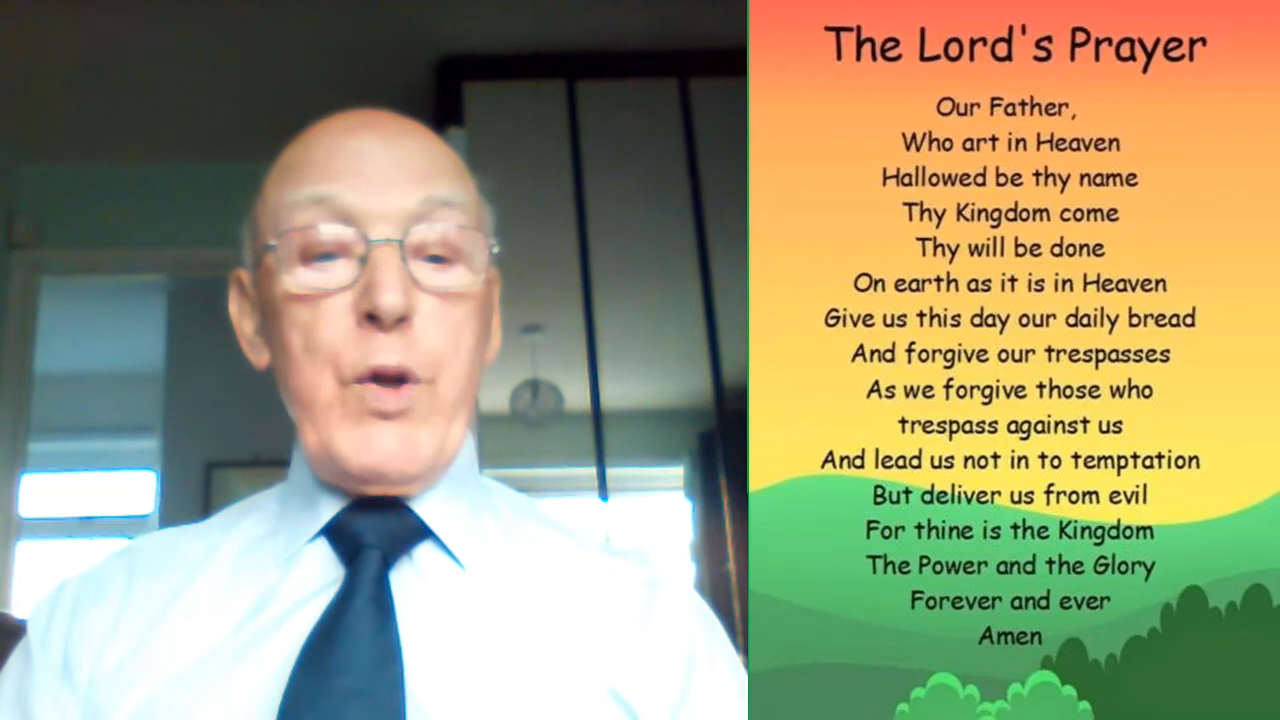 The Lord's Prayer
Our Father,
Who art in Heaven
Hallowed be thy name
Thy Kingdom come
Thy will be done
On earth as it is in Heaven
Give us this day our daily bread
And forgive our trespasses
As we forgive those who
trespass against us
And lead us not in to temptation
But deliver us from evil
For thine is the Kingdom
The Power and the Glory
Forever and ever
Amen